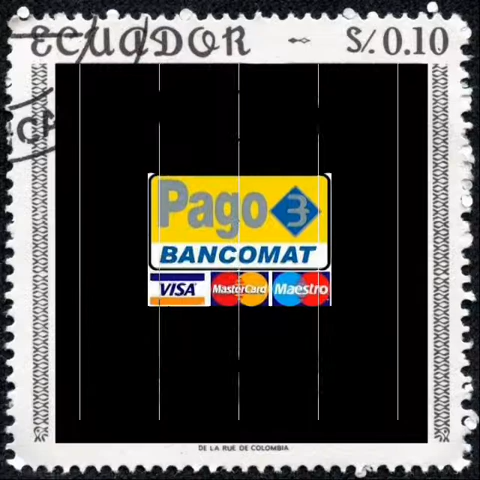 ECUADOR S/. 0.10
Pago
BANCOMAT
VISA MasterCard Maestro
DE LA RUE DE COLOMBIA